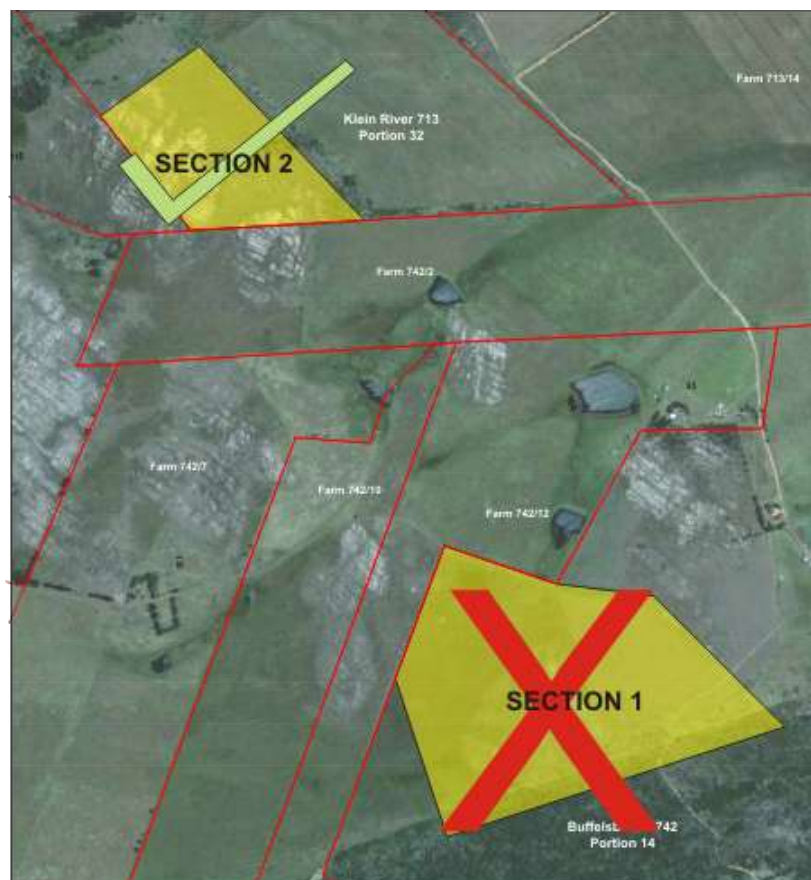 Farm 713/14
Klein River 713
Portion 32
SECTION 2
Farm 742/2
Farm 742/7
Farm 742/10
Farm 742/12
SECTION 1
742
Portion 14